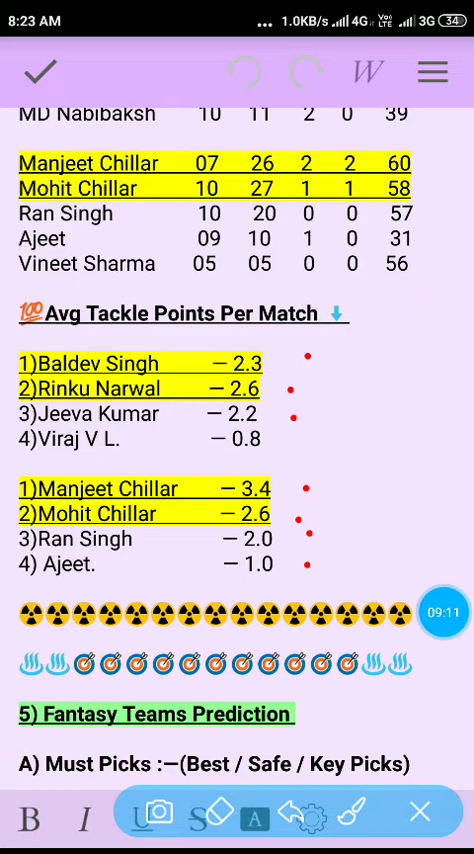 8:23 AM ... 1.0KB/s 4G Vo LTE 3G 34
W
MD Nabibaksh 10 11 2 0 39
Manjeet Chillar 07 26 2 2 60
Mohit Chillar 10 27 1 1 58
Ran Singh 10 20 0 0 57
Ajeet 09 10 1 0 31
Vineet Sharma 05 05 0 0 56
💯Avg Tackle Points Per Match ⬇
1)Baldev Singh — 2.3
2)Rinku Narwal — 2.6
3)Jeeva Kumar — 2.2
4)Viraj V L. — 0.8
1)Manjeet Chillar — 3.4
2)Mohit Chillar — 2.6
3)Ran Singh — 2.0
4) Ajeet. — 1.0
09:11
5) Fantasy Teams Prediction
A) Must Picks :—(Best / Safe / Key Picks)
B I U S A